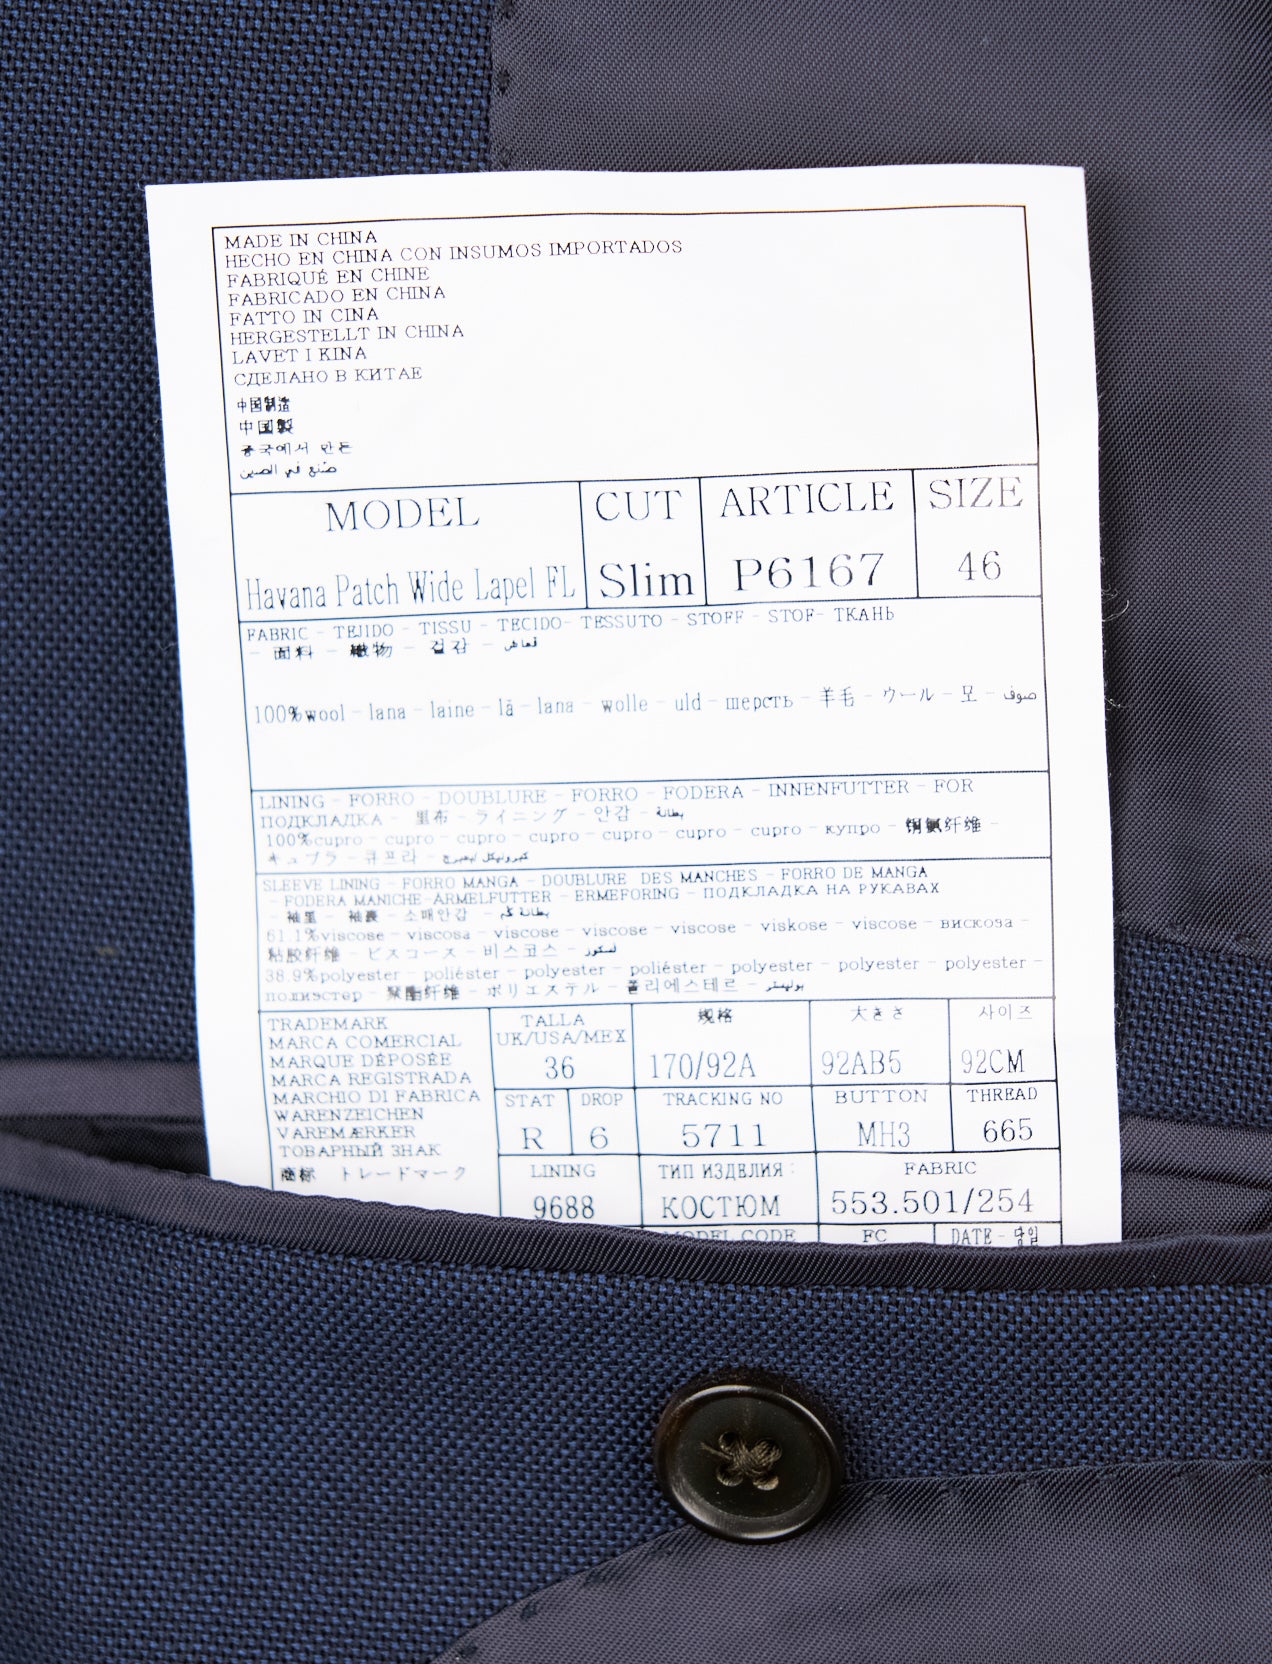 MADE IN CHINA
HECHO EN CHINA CON INSUMOS IMPORTADOS
FABRIQUÉ EN CHINE
FABRICADO EN CHINA
FATTO IN CINA
HERGESTELLT IN CHINA
LAVET I KINA
СДЕЛАНО В КИТАЕ
中国制造
中国製
중국에서 만든
صُنع في الصين
MODEL CUT ARTICLE SIZE
Havana Patch Wide Lapel FL Slim P6167 46
FABRIC - TEJIDO - TISSU - TECIDO- TESSUTO - STOFF - STOF- ТКАНЬ
- 面料 - 織物 - 겉감 - قماش
100%wool - lana - laine - lã - lana - wolle - uld - шерсть - 羊毛 - ウール - 모 - صوف
LINING - FORRO - DOUBLURE - FORRO - FODERA - INNENFUTTER - FOR
ПОДКЛАДКА - 里布 - ライニング - 안감 - بطانة
100%cupro - cupro - cupro - cupro - cupro - cupro - cupro - купро - 铜氨纤维 -
キュプラ - 큐프라 -
SLEEVE LINING - FORRO MANGA - DOUBLURE DES MANCHES - FORRO DE MANGA
- FODERA MANICHE-ARMELFUTTER - ERMEFORING - ПОДКЛАДКА НА РУКАВАХ
- 袖里 - 袖裏 - 소매안감 - بطانة كم
61.1%viscose - viscosa - viscose - viscose - viscose - viskose - viscose - вискоза -
粘胶纤维 - ビスコース - 비스코스 -
38.9%polyester - poliéster - polyester - poliéster - polyester - polyester - polyester -
полиэстер - 聚酯纤维 - ポリエステル - 폴리에스테르 - بوليستر
TRADEMARK
MARCA COMERCIAL
MARQUE DÉPOSÉE
MARCA REGISTRADA
MARCHIO DI FABRICA
WARENZEICHEN
VAREMÆRKER
ТОВАРНЫЙ ЗНАК
商标 トレードマーク
TALLA 规格 大きさ 사이즈
UK/USA/MEX
36 170/92A 92AB5 92CM
STAT DROP TRACKING NO BUTTON THREAD
R 6 5711 MH3 665
LINING ТИП ИЗДЕЛИЯ: FABRIC
9688 КОСТЮМ 553.501/254
MODEL CODE FC DATE -